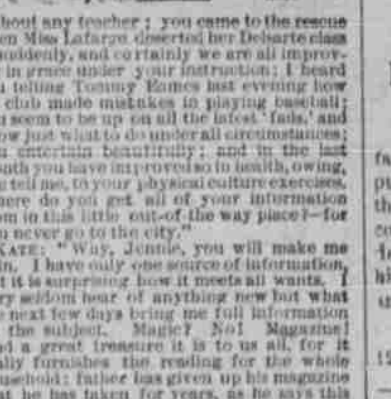 bout any teacher; you came to the rescue
en Miss Lafarge deserted her Delsarte class
uddenly, and certainly we are all improv-
in grace under your instruction; I heard
u telling Tommy Eames last evening how
club made mistakes in playing baseball;
u seem to be up on all the latest 'fads,' and
ow just what to do under all circumstances;
u entertain beautifully; and in the last
onth you have improved so in health, owing,
u tell me, to your physical culture exercises.
here do you get all of your information
om in this little out-of-the way place?—for
u never go to the city."
KATE: "Why, Jennie, you will make me
in. I have only one source of information,
t it is surprising how it meets all wants. I
ry seldom hear of anything new but what
e next few days bring me full information
the subject. Magic? No! Magazine!
d a great treasure it is to us all, for it
ally furnishes the reading for the whole
usehold: father has given up his magazine
at he has taken for years, as he says this